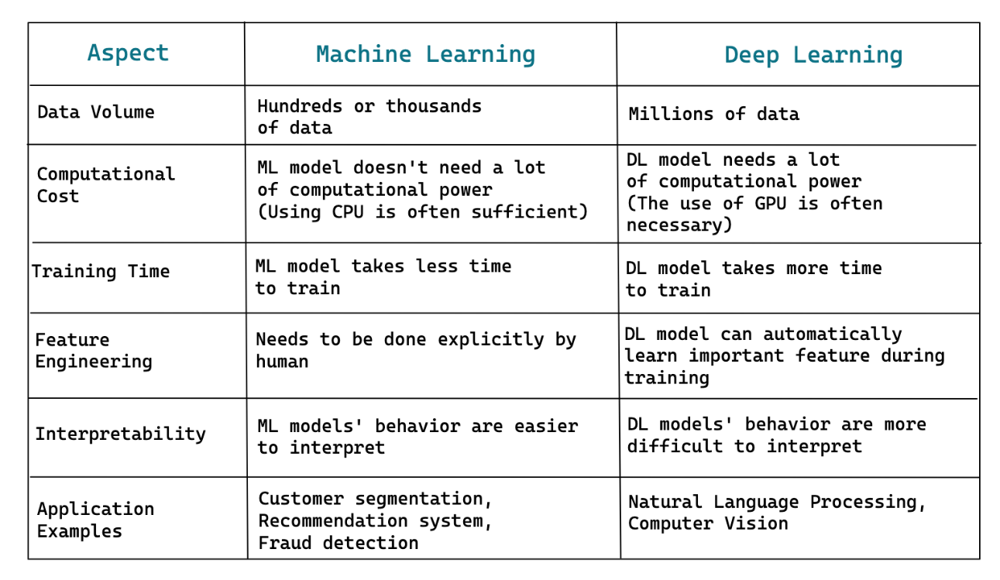 Aspect
Machine Learning
Deep Learning
Data Volume
Hundreds or thousands
of data
Millions of data
Computational
Cost
ML model doesn't need a lot
of computational power
(Using CPU is often sufficient)
DL model needs a lot
of computational power
(The use of GPU is often
necessary)
Training Time
ML model takes less time
to train
DL model takes more time
to train
Feature
Engineering
Needs to be done explicitly by
human
DL model can automatically
learn important feature during
training
Interpretability
ML models' behavior are easier
to interpret
DL models' behavior are more
difficult to interpret
Application
Examples
Customer segmentation,
Recommendation system,
Fraud detection
Natural Language Processing,
Computer Vision